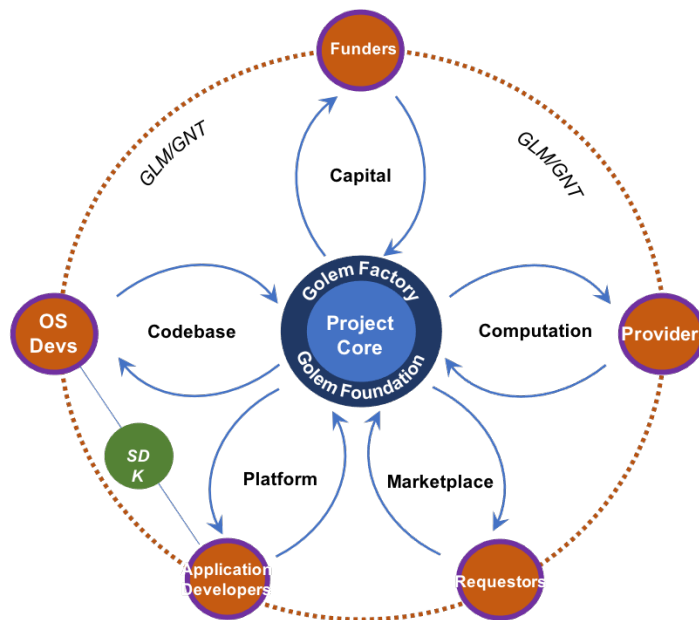 Funders
GLM/GNT
GLM/GNT
Capital
Golem Factory
OS
Devs
Codebase
Project
Core
Computation
Provider
Golem Foundation
SD
K
Platform
Marketplace
Application
Developers
Requestors